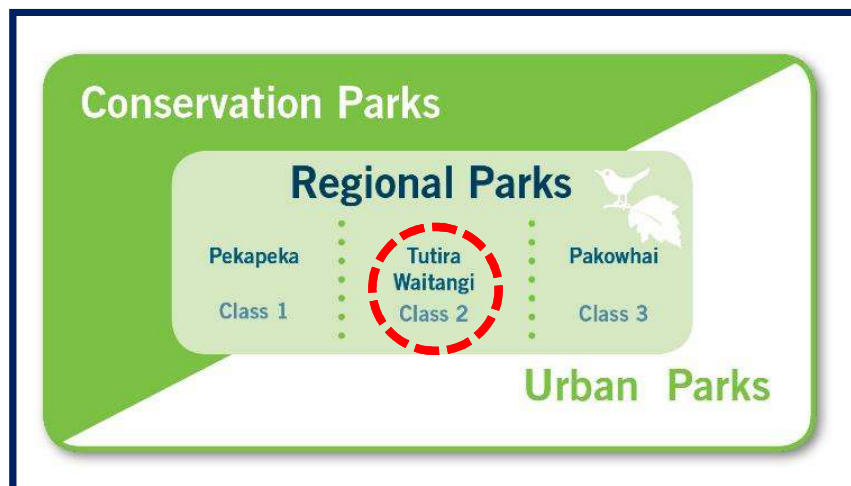 Conservation Parks
Regional Parks
Pekapeka
Tutira
Waitangi
Pakowhai
Class 1
Class 2
Class 3
Urban Parks